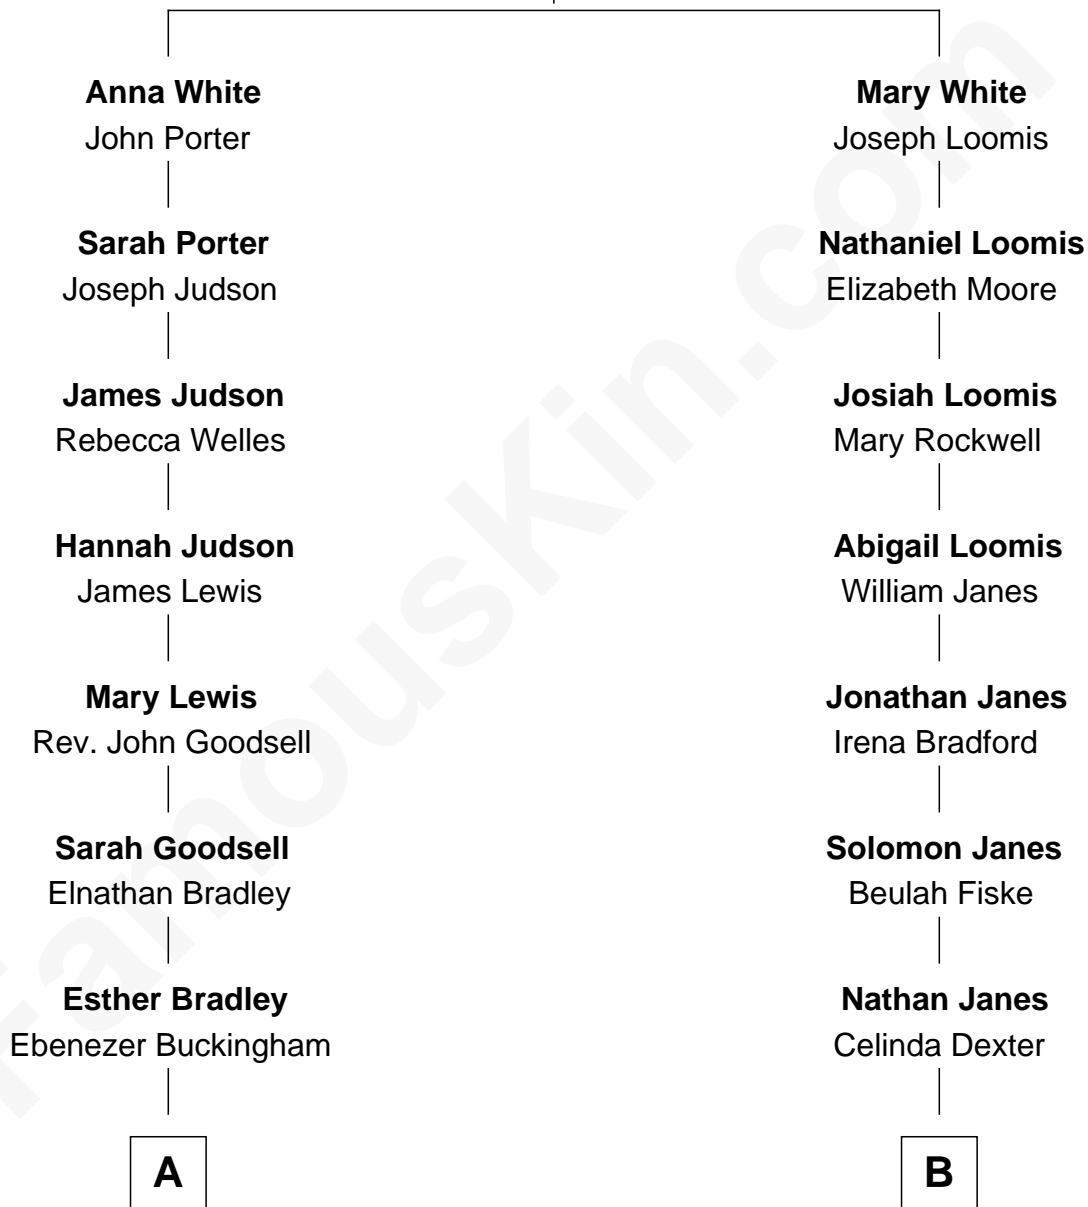 Anna White
John Porter
Mary White
Joseph Loomis
Sarah Porter
Joseph Judson
Nathaniel Loomis
Elizabeth Moore
James Judson
Rebecca Welles
Josiah Loomis
Mary Rockwell
Hannah Judson
James Lewis
Abigail Loomis
William Janes
Mary Lewis
Rev. John Goodsell
Jonathan Janes
Irena Bradford
Sarah Goodsell
Elnathan Bradley
Solomon Janes
Beulah Fiske
Esther Bradley
Ebenezer Buckingham
Nathan Janes
Celinda Dexter
A
B
FamousKin.com